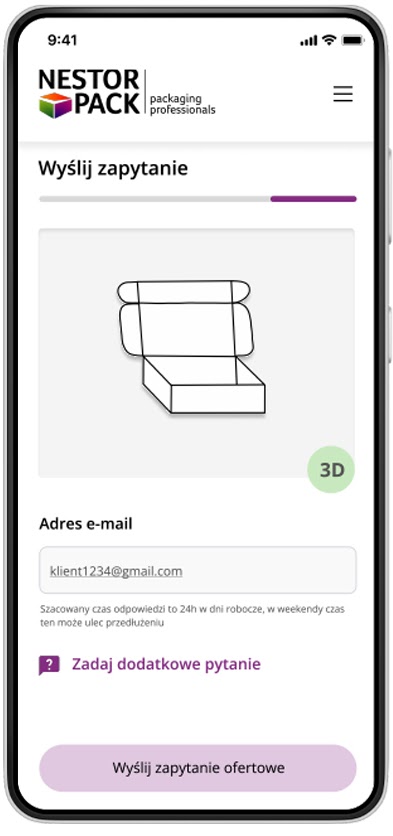 9:41
NESTOR
PACK
packaging
professionals
Wyślij zapytanie
3D
Adres e-mail
klient1234@gmail.com
Szacowany czas odpowiedzi to 24h w dni robocze, w weekendy czas
ten może ulec przedłużeniu
? Zadaj dodatkowe pytanie
Wyślij zapytanie ofertowe